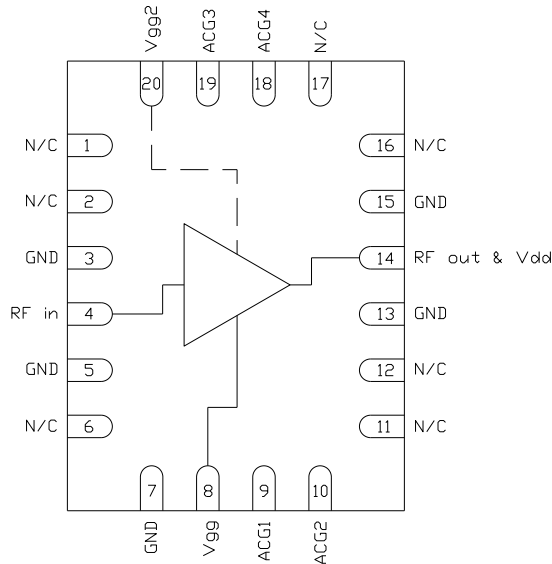 Vgg2
ACG3
ACG4
N/C
20
19
18
17
N/C 1
16 N/C
N/C 2
15 GND
GND 3
14 RF out & Vdd
RF in 4
13 GND
GND 5
12 N/C
N/C 6
11 N/C
7
8
9
10
GND
Vgg
ACG1
ACG2